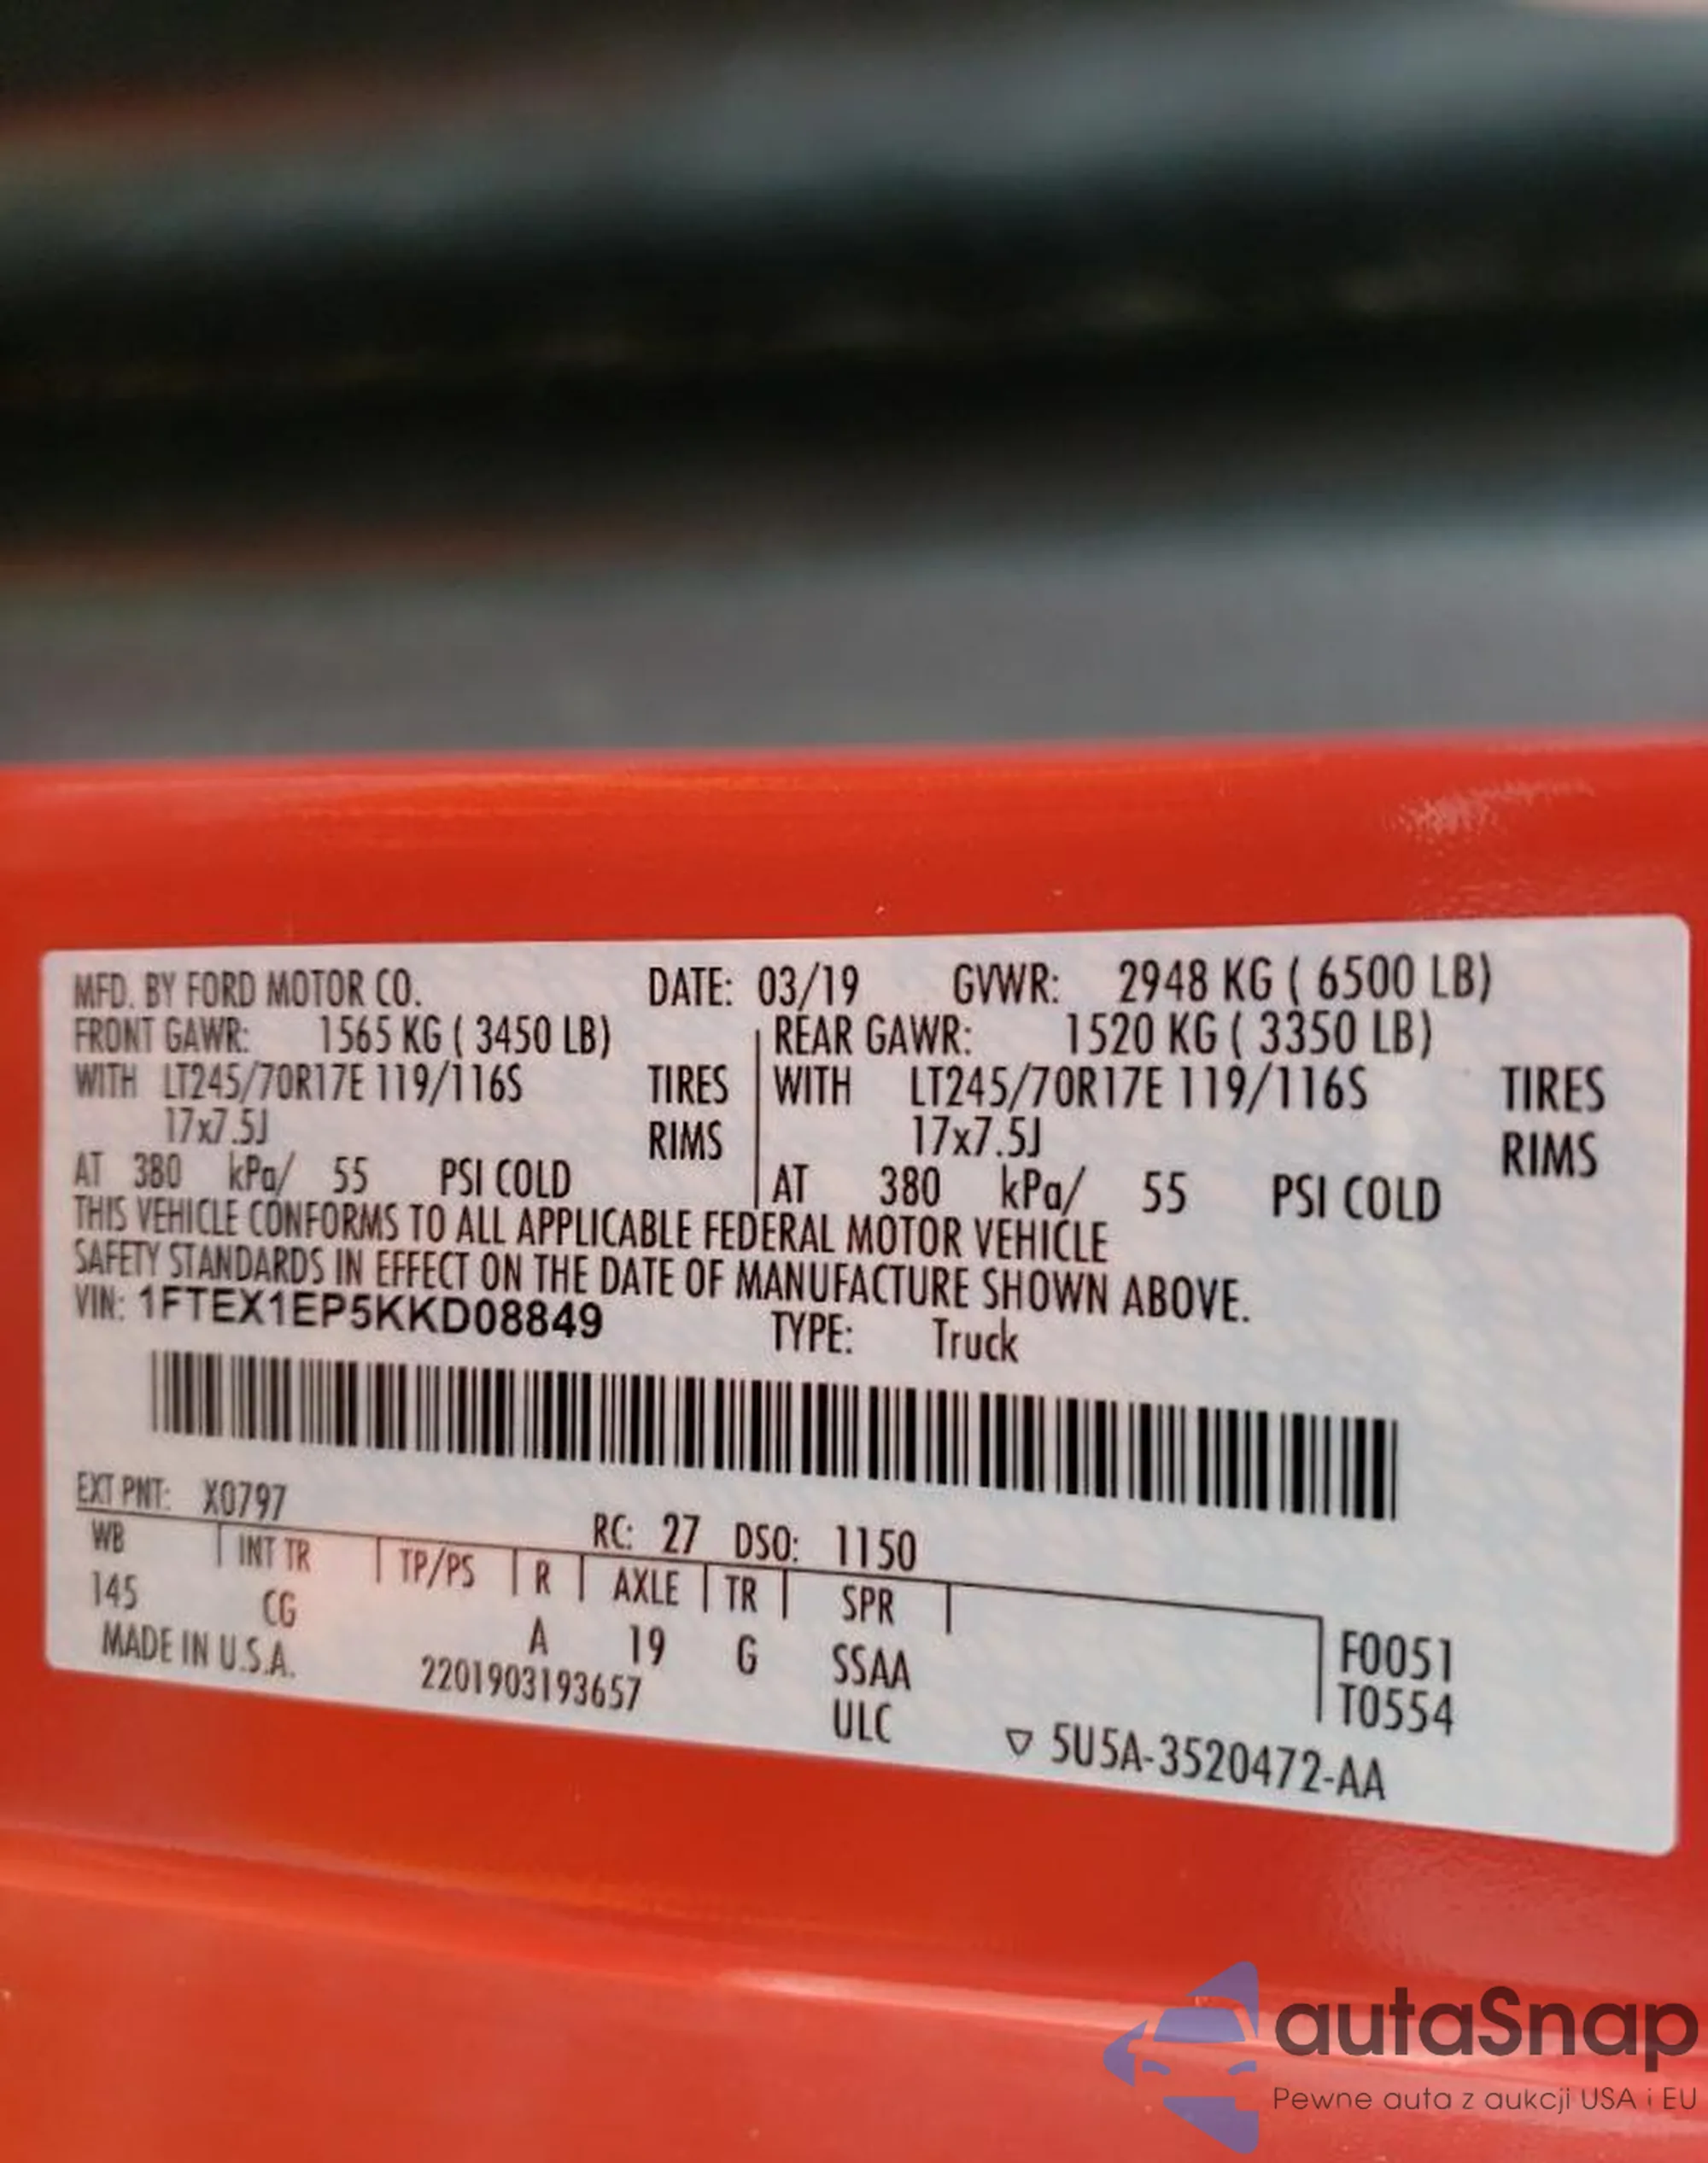 MFD. BY FORD MOTOR CO. DATE: 03/19 GVWR: 2948 KG ( 6500 LB)
FRONT GAWR: 1565 KG ( 3450 LB) REAR GAWR: 1520 KG ( 3350 LB)
WITH LT245/70R17E 119/116S TIRES WITH LT245/70R17E 119/116S TIRES
17x7.5J RIMS 17x7.5J RIMS
AT 380 kPa/ 55 PSI COLD AT 380 kPa/ 55 PSI COLD
THIS VEHICLE CONFORMS TO ALL APPLICABLE FEDERAL MOTOR VEHICLE
SAFETY STANDARDS IN EFFECT ON THE DATE OF MANUFACTURE SHOWN ABOVE.
VIN: 1FTEX1EP5KKD08849 TYPE: Truck
EXT PNT: X0797 RC: 27 DSO: 1150
WB INT TR TP/PS R AXLE TR SPR
145 CG A 19 G SSAA F0051
MADE IN U.S.A. 2201903193657 ULC T0554
▽ 5U5A-3520472-AA
autaSnap
Pewne auta z aukcji USA i EU